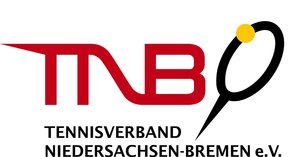 TNB
TENNISVERBAND
NIEDERSACHSEN-BREMEN e.V.